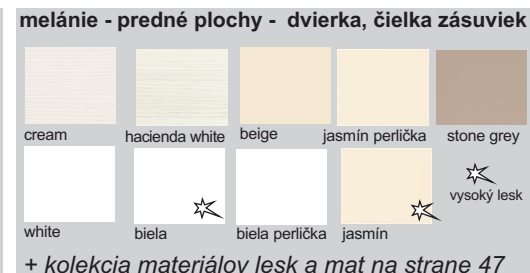 melánie - predné plochy - dvierka, čielka zásuviek
cream hacienda white beige jasmín perlička stone grey
vysoký lesk
white biela biela perlička jasmín
+ kolekcia materiálov lesk a mat na strane 47